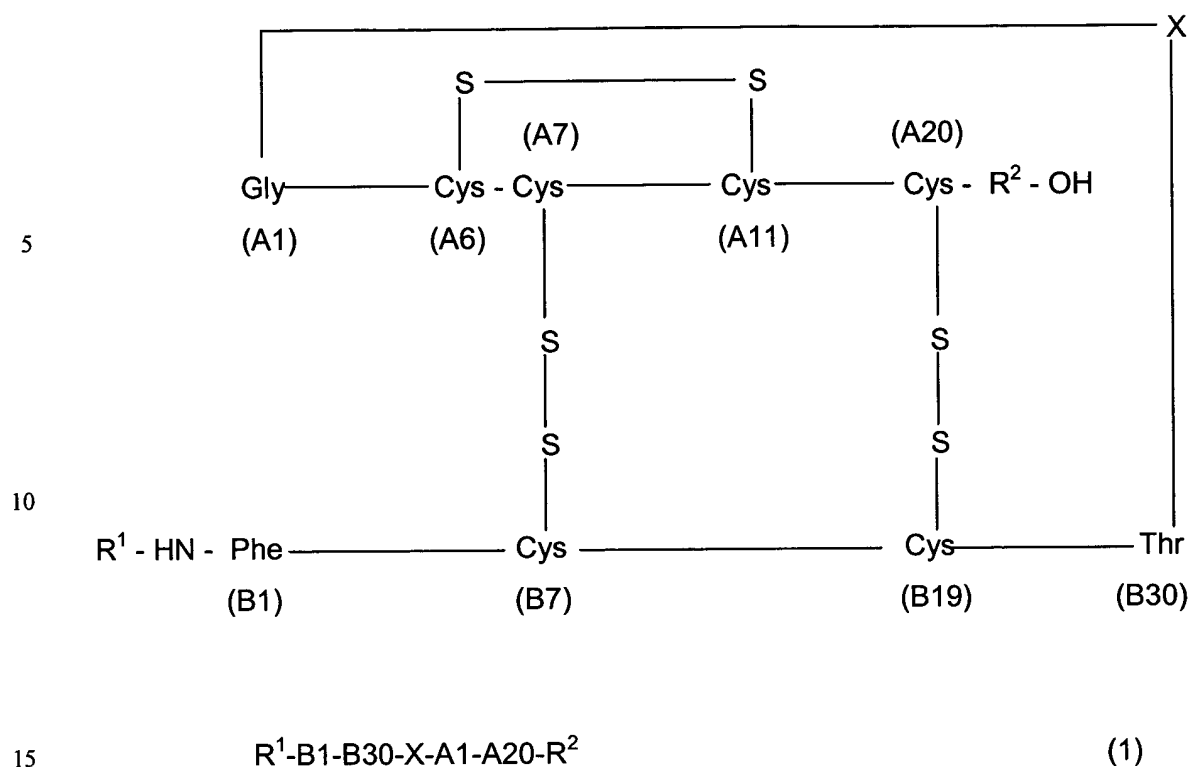 X
S S
(A7) (A20)
Gly Cys - Cys Cys Cys - R² - OH
5 (A1) (A6) (A11)
S S
S S
10
R¹ - HN - Phe Cys Cys Thr
(B1) (B7) (B19) (B30)
15 R¹-B1-B30-X-A1-A20-R² (1)